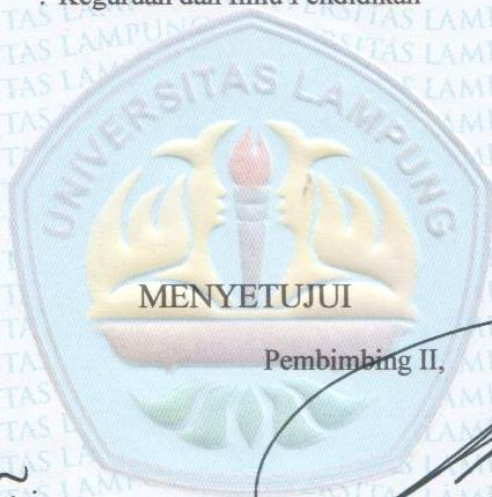 : Keguruan dan Ilmu Pendidikan
UNIVERSITAS LAMPUNG
MENYETUJUI
Pembimbing II,